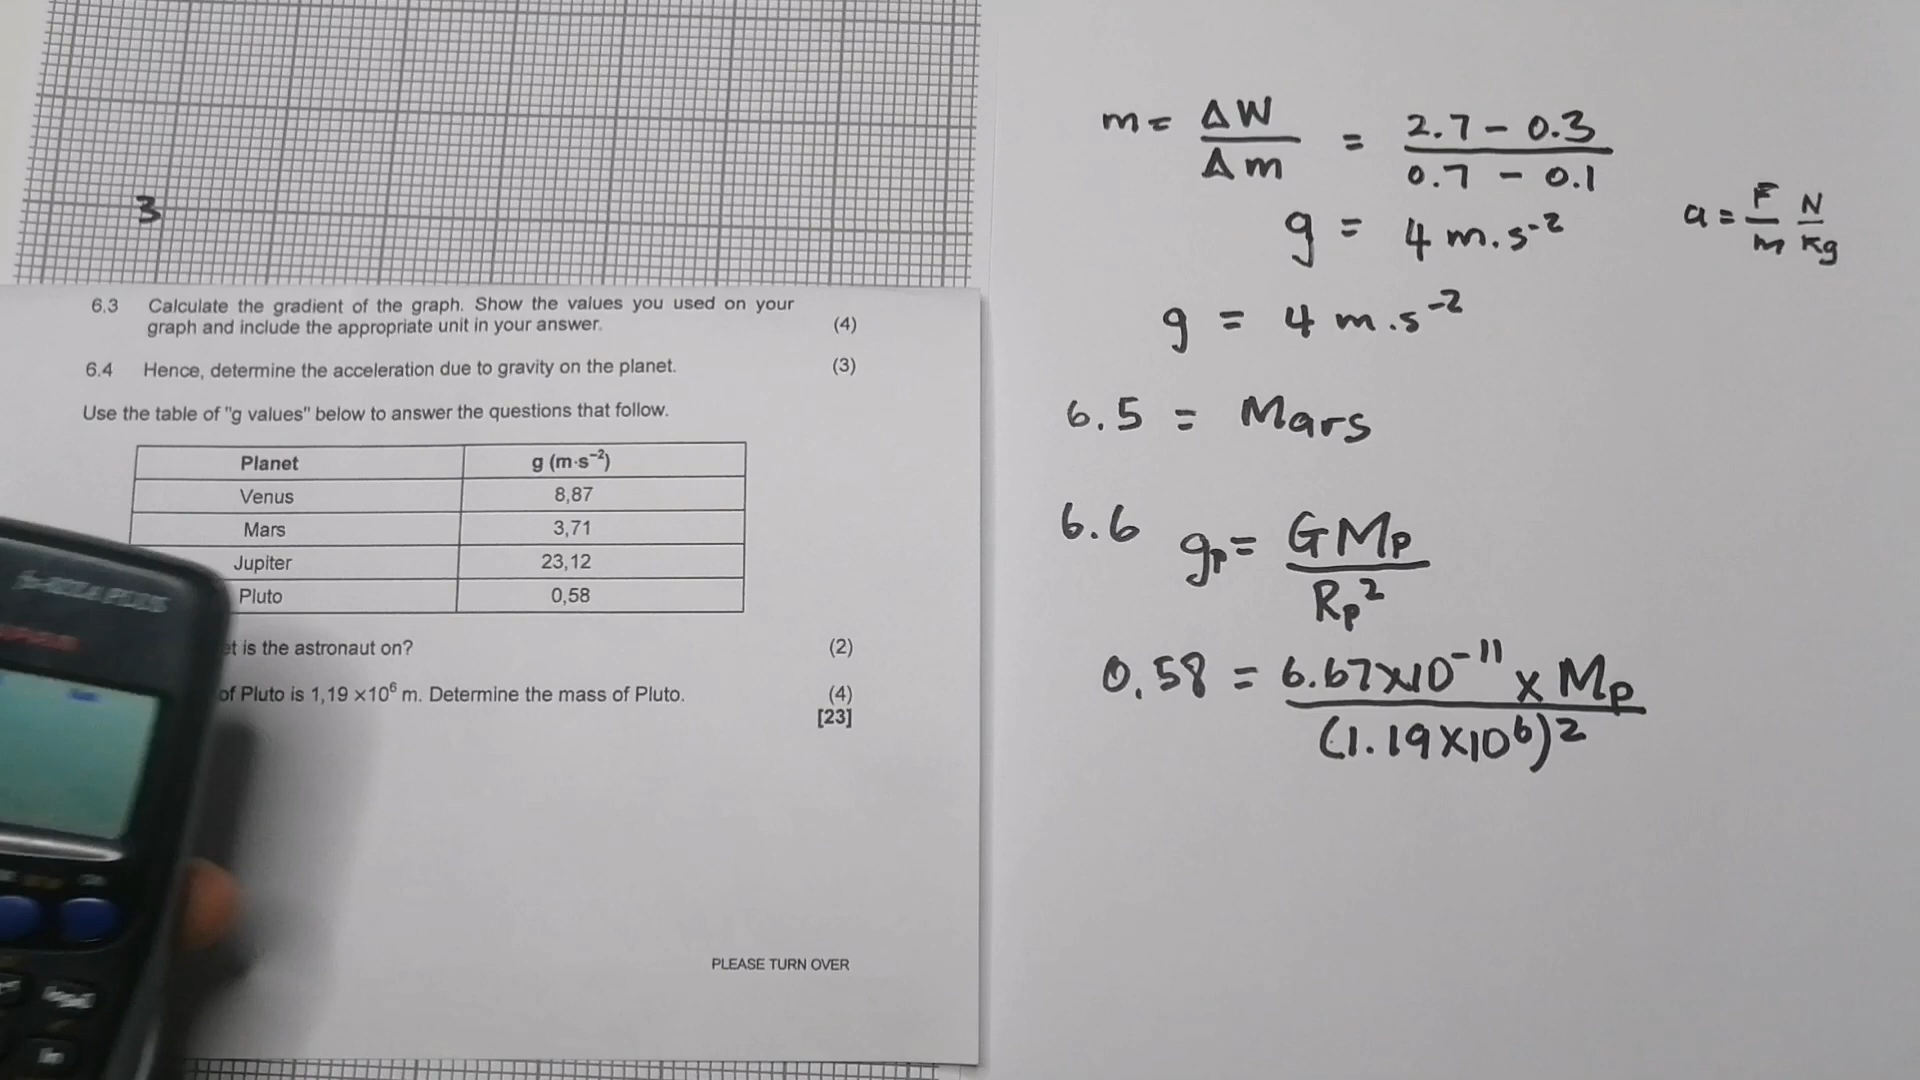 3
6.3 Calculate the gradient of the graph. Show the values you used on your
graph and include the appropriate unit in your answer. (4)
6.4 Hence, determine the acceleration due to gravity on the planet. (3)
Use the table of "g values" below to answer the questions that follow.
Planet g (m·s⁻²)
Venus 8,87
Mars 3,71
Jupiter 23,12
Pluto 0,58
is the astronaut on? (2)
of Pluto is 1,19 ×10⁶ m. Determine the mass of Pluto. (4)
[23]
PLEASE TURN OVER
m = ΔW / Δm = 2.7 - 0.3 / 0.7 - 0.1
g = 4 m.s⁻²
a = F/m N/kg
g = 4 m.s⁻²
6.5 = Mars
6.6 gₚ = GMₚ / Rₚ²
0.58 = 6.67×10⁻¹¹ × Mₚ / (1.19×10⁶)²
ln